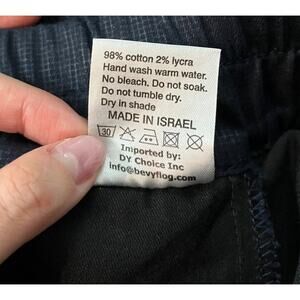 98% cotton 2% lycra
Hand wash warm water.
No bleach. Do not soak.
Do not tumble dry.
Dry in shade
MADE IN ISRAEL
30
Imported by:
DY Choice Inc
info@bevyflog.com